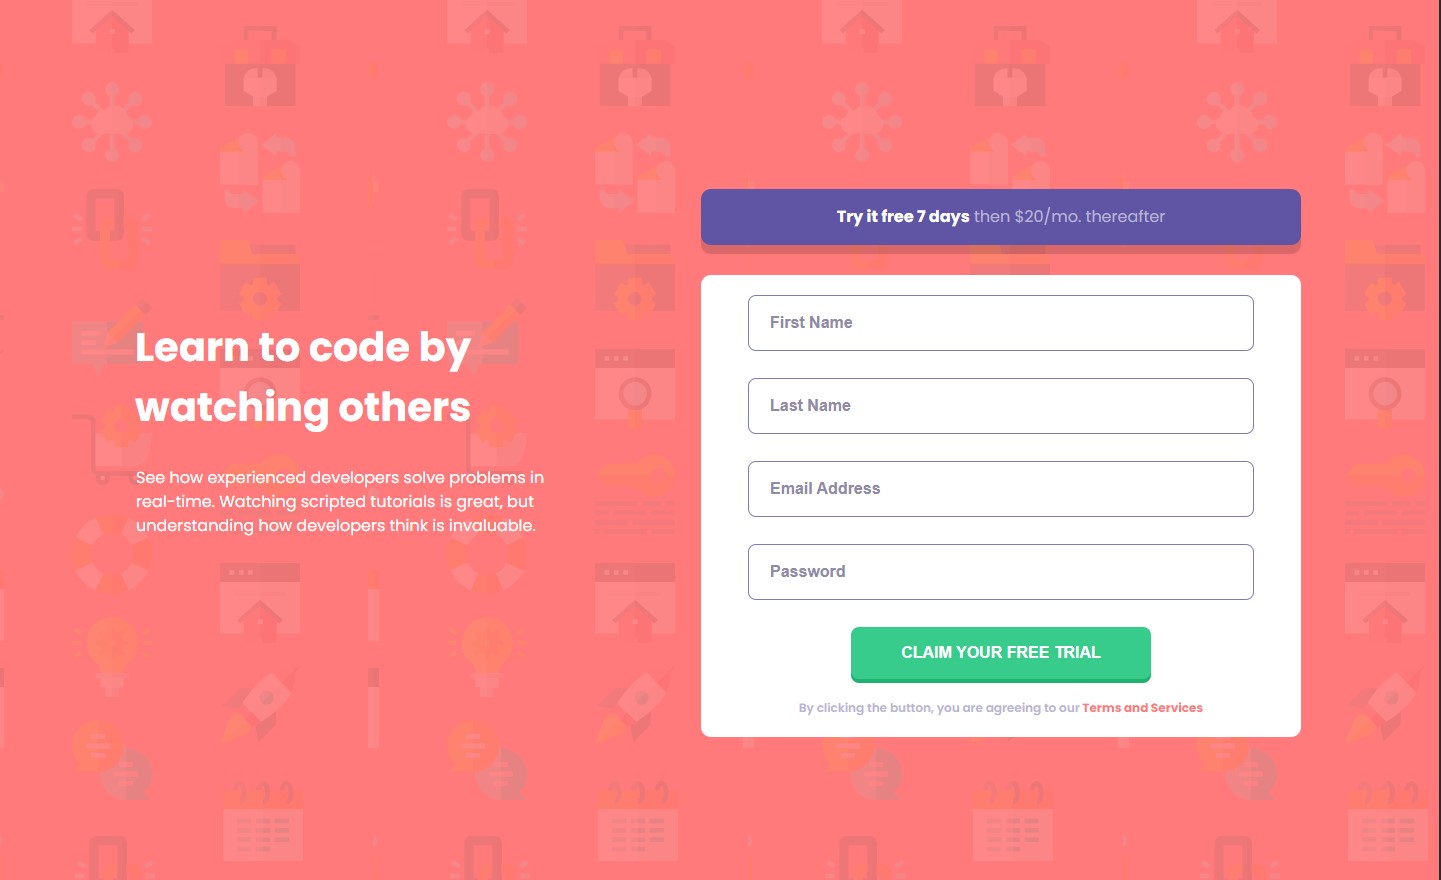 Try it free 7 days then $20/mo. thereafter
Learn to code by
watching others
See how experienced developers solve problems in
real-time. Watching scripted tutorials is great, but
understanding how developers think is invaluable.
First Name
Last Name
Email Address
Password
CLAIM YOUR FREE TRIAL
By clicking the button, you are agreeing to our Terms and Services